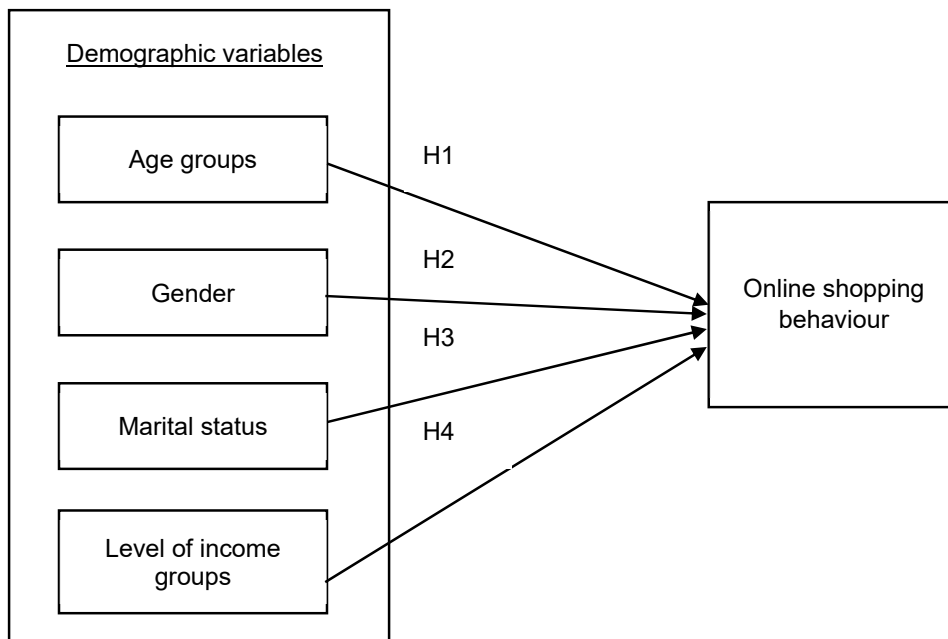 Demographic variables
Age groups
H1
Gender
H2
H3
Marital status
H4
Level of income
groups
Online shopping
behaviour